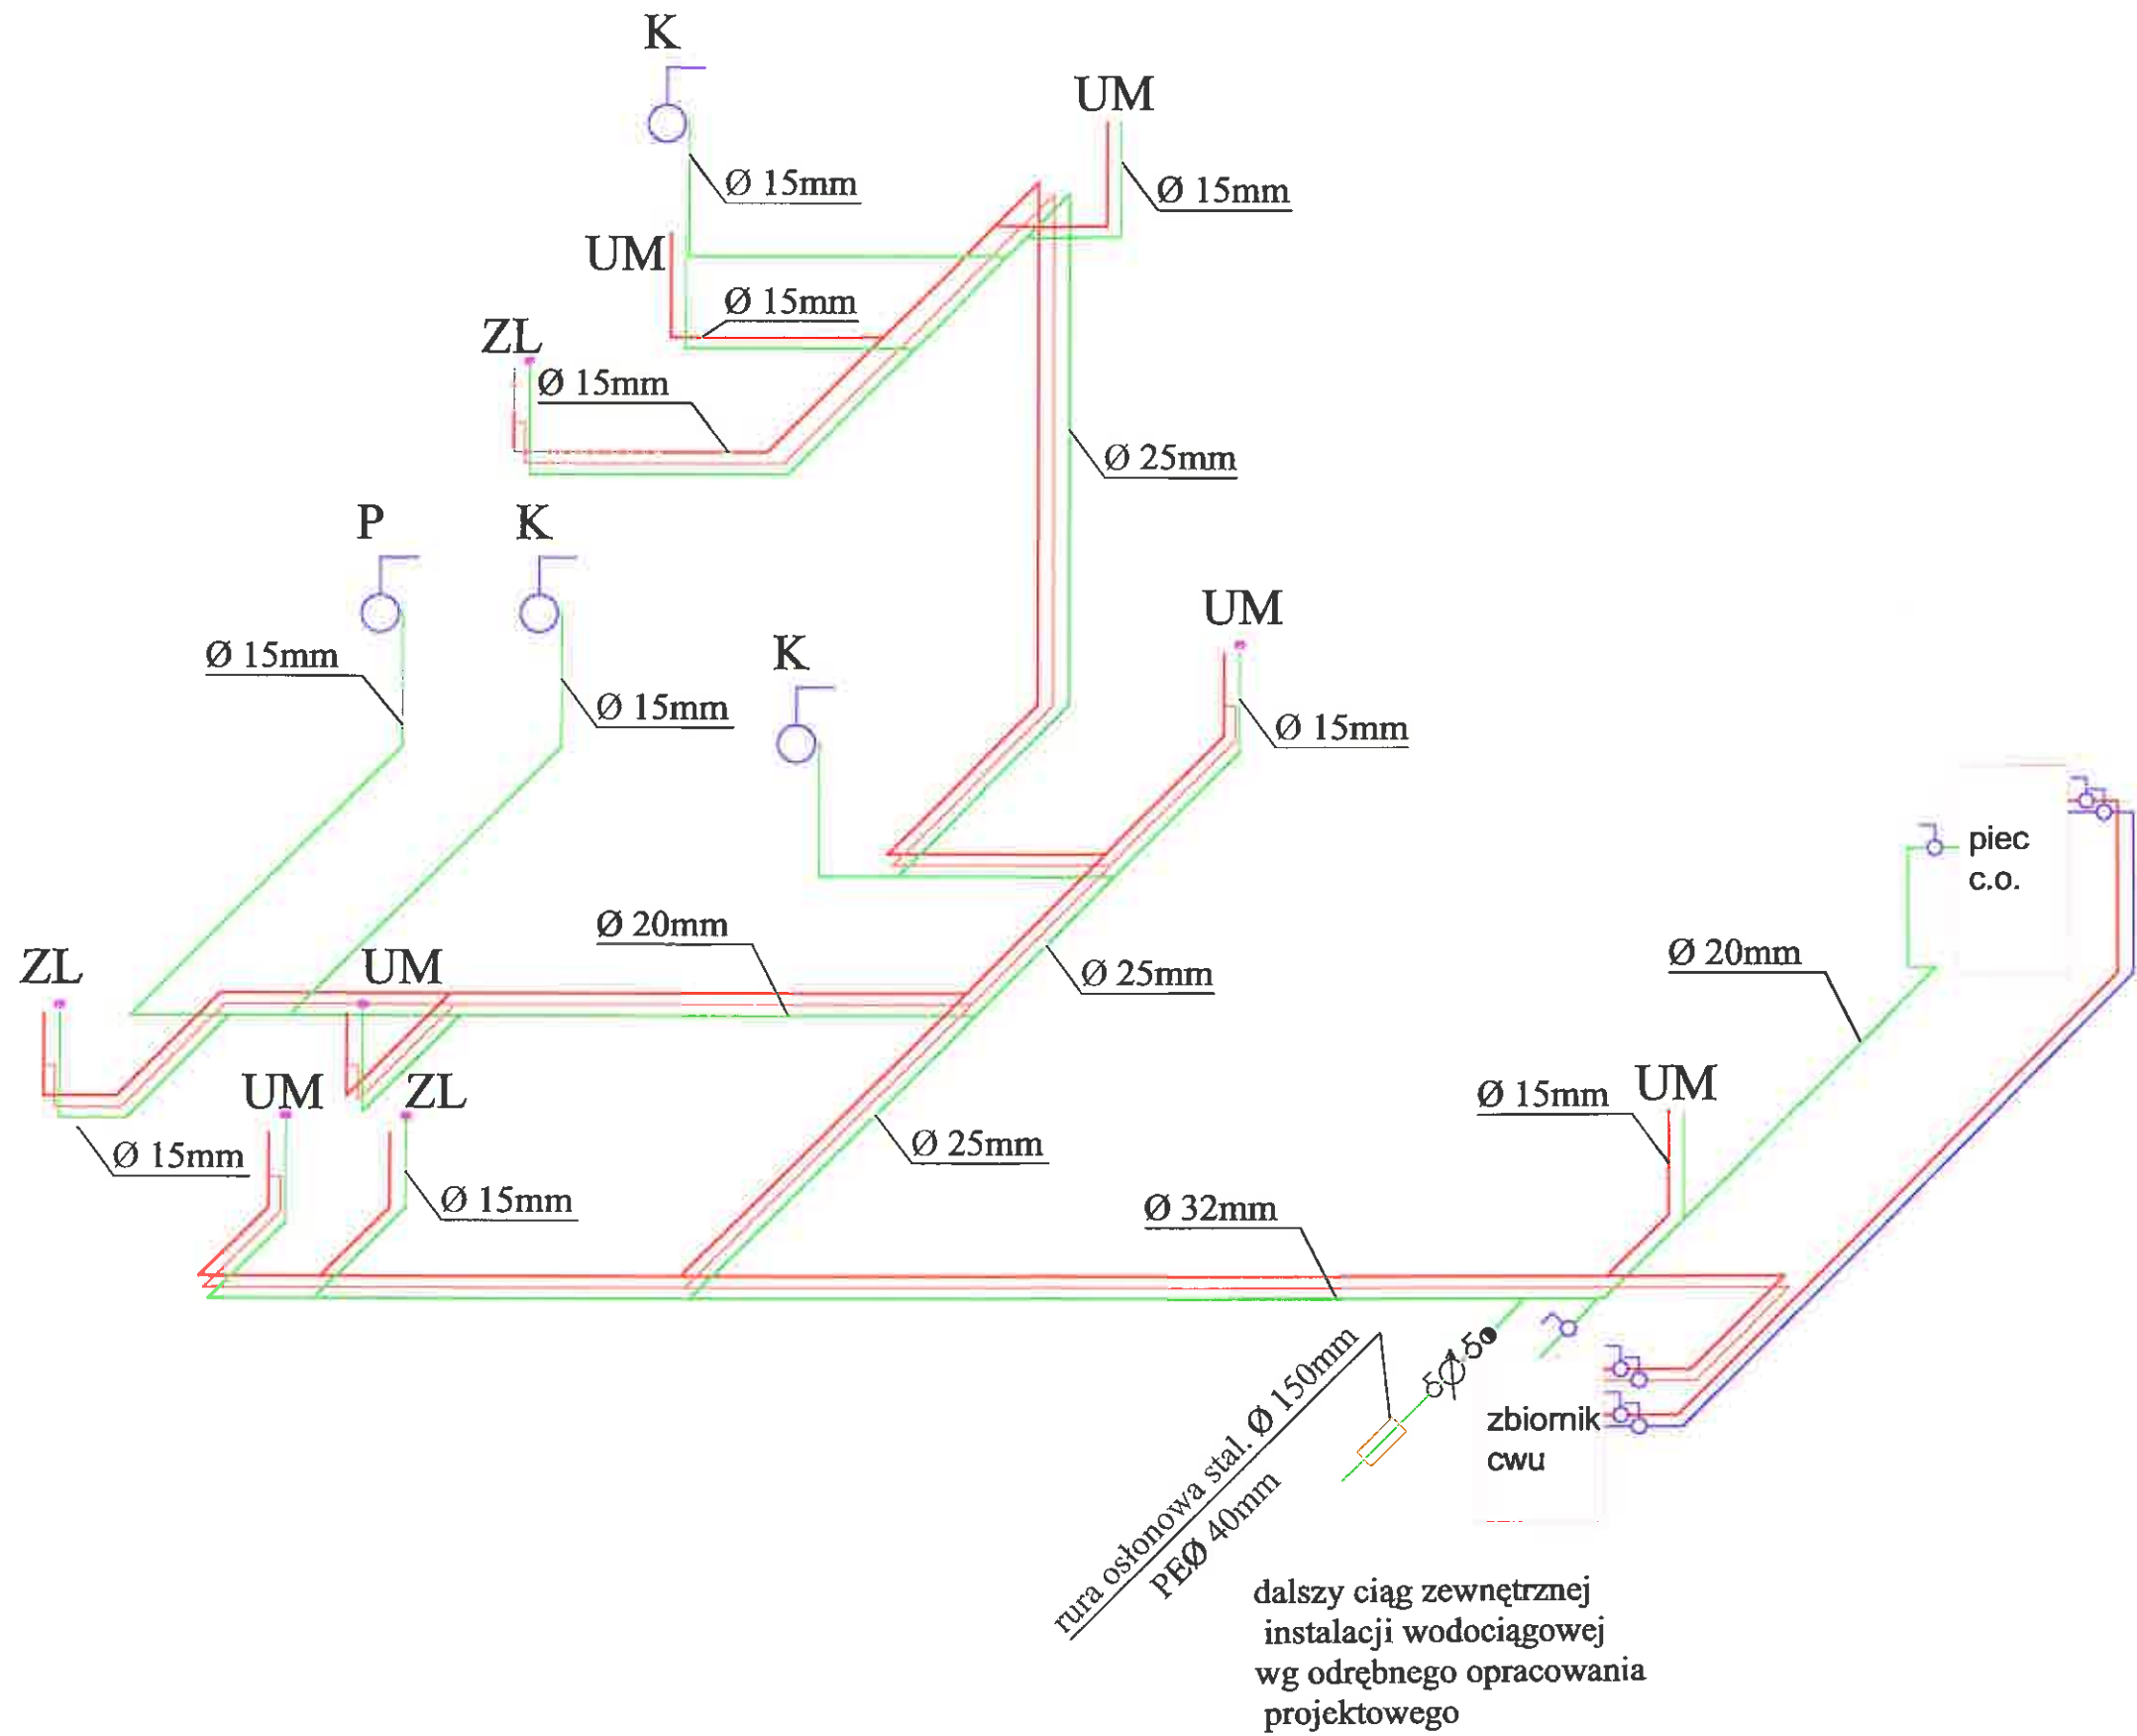 K
UM
Ø 15mm
Ø 15mm
UM
Ø 15mm
ZL
Ø 15mm
Ø 25mm
P
K
UM
K
Ø 15mm
Ø 15mm
Ø 15mm
piec
c.o.
Ø 20mm
Ø 20mm
ZL
UM
Ø 25mm
UM
ZL
Ø 15mm
UM
Ø 15mm
Ø 25mm
Ø 15mm
Ø 32mm
rura osłonowa stal. Ø 150mm
PEØ 40mm
zbiornik
cwu
dalszy ciąg zewnętrznej
instalacji wodociągowej
wg odrębnego opracowania
projektowego